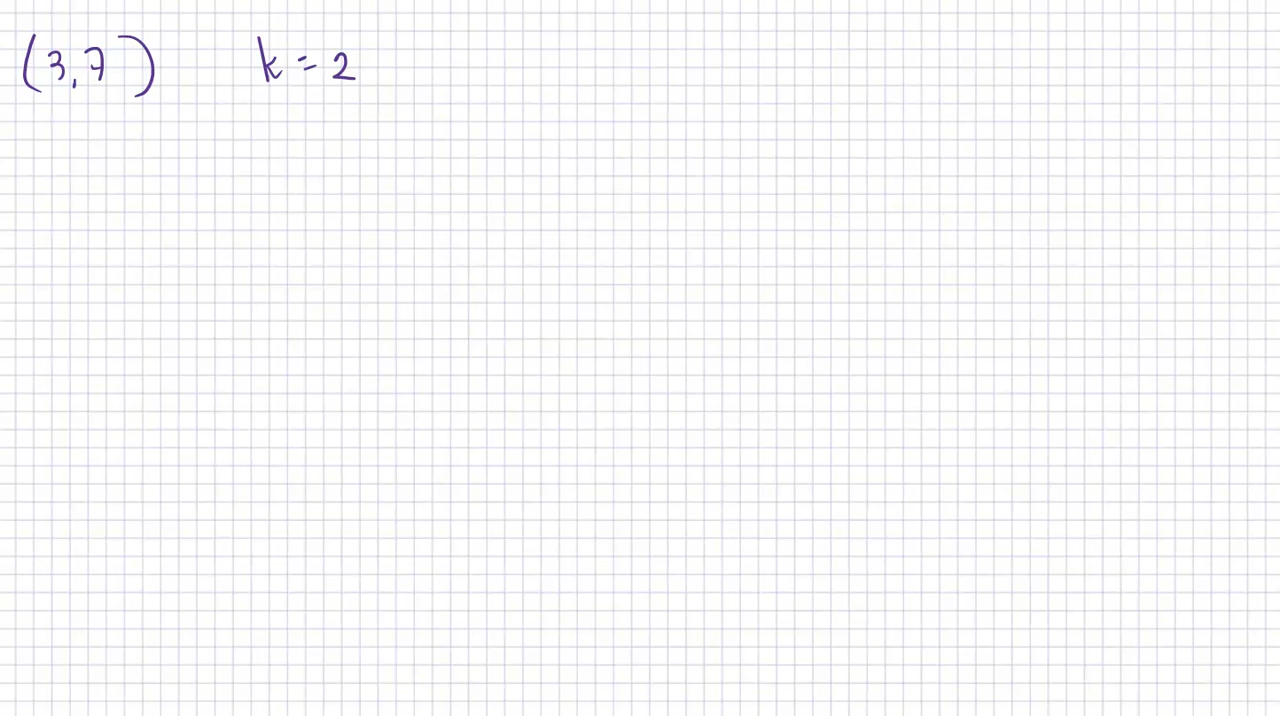 (3,7) k = 2